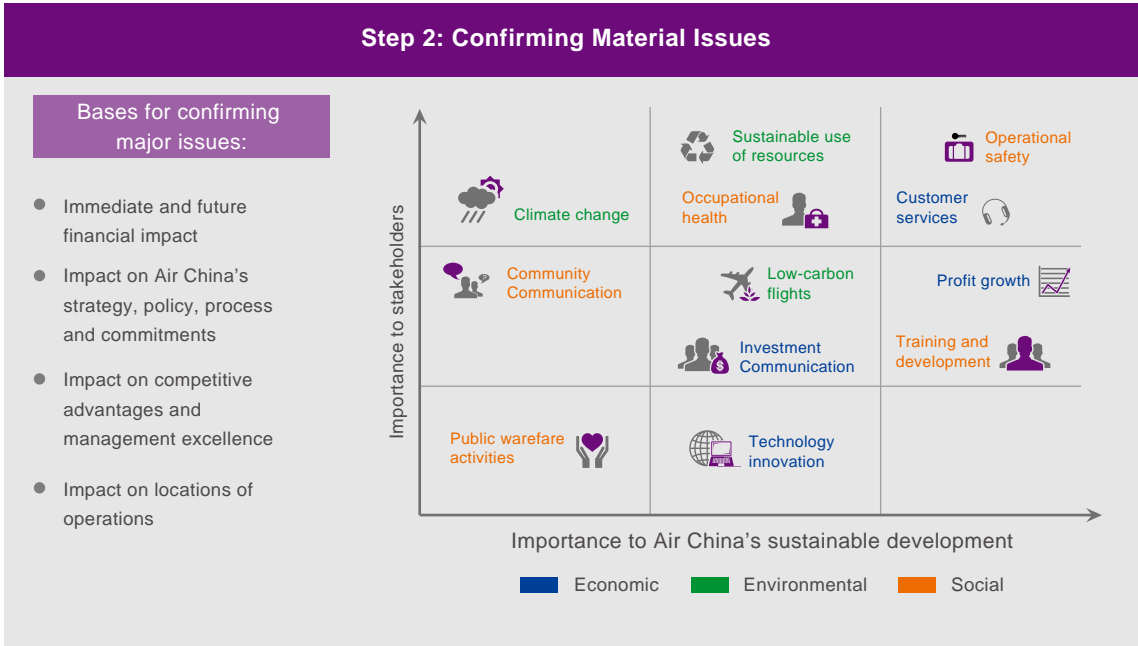 Step 2: Confirming Material Issues
Bases for confirming
major issues:
Immediate and future
financial impact
Impact on Air China’s
strategy, policy, process
and commitments
Impact on competitive
advantages and
management excellence
Impact on locations of
operations
Importance to stakeholders
Climate change
Sustainable use
of resources
Occupational
health
Operational
safety
Customer
services
Community
Communication
Low-carbon
flights
Investment
Communication
Profit growth
Training and
development
Public warefare
activities
Technology
innovation
Importance to Air China’s sustainable development
Economic
Environmental
Social